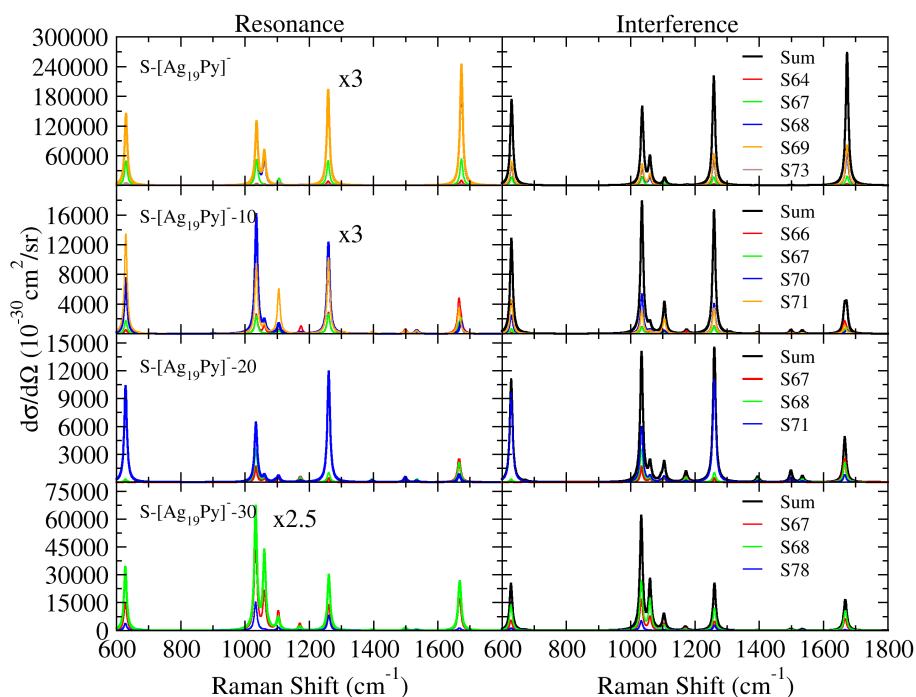 Resonance
Interference
dσ/dΩ (10⁻³⁰ cm²/sr)
300000
240000
180000
120000
60000
S-[Ag₁₉Py]⁻
x3
Sum
S64
S67
S68
S69
S73
16000
12000
8000
4000
0
S-[Ag₁₉Py]⁻-10
x3
Sum
S66
S67
S70
S71
15000
12000
9000
6000
3000
0
S-[Ag₁₉Py]⁻-20
Sum
S67
S68
S71
75000
60000
45000
30000
15000
0
S-[Ag₁₉Py]⁻-30
x2.5
Sum
S67
S68
S78
600 800 1000 1200 1400 1600 600 800 1000 1200 1400 1600 1800
Raman Shift (cm⁻¹)
Raman Shift (cm⁻¹)